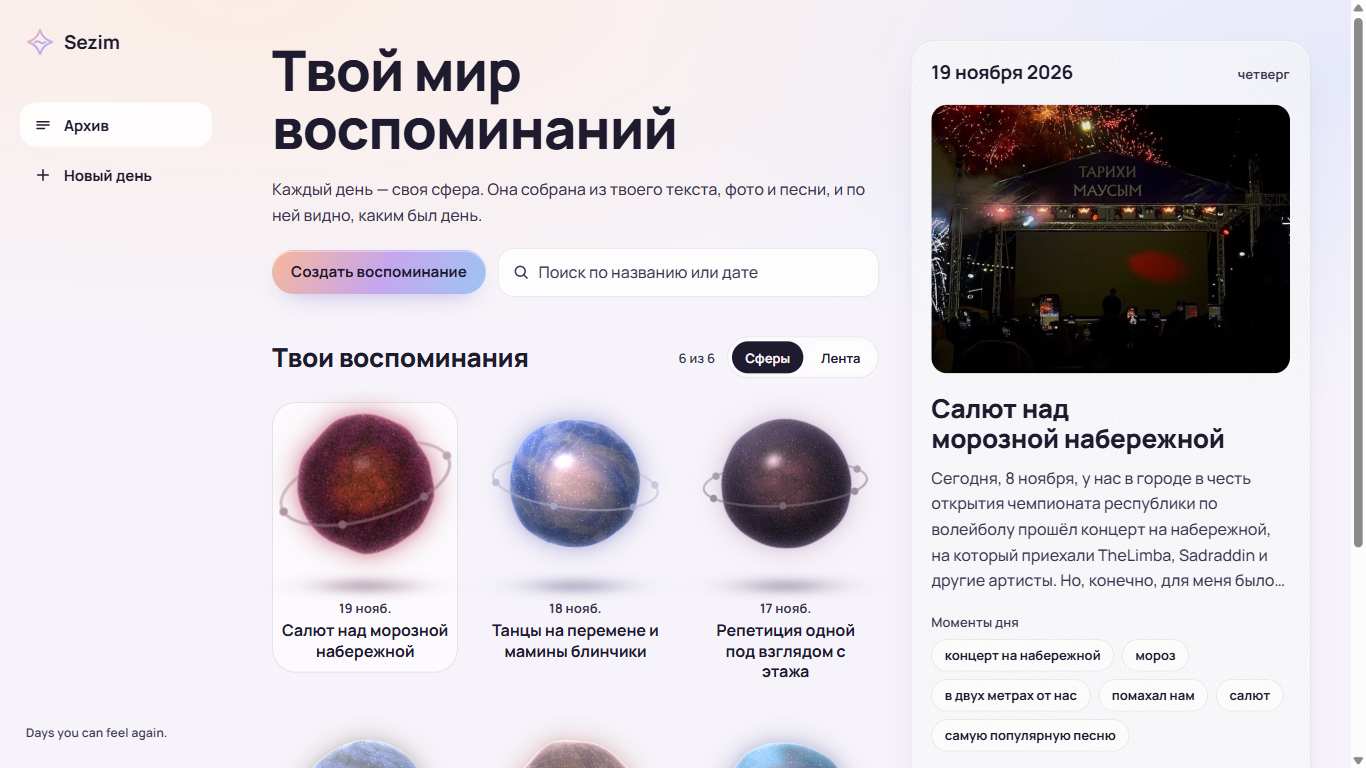 Sezim
Архив
Новый день
Days you can feel again.
Твой мир
воспоминаний
Каждый день — своя сфера. Она собрана из твоего текста, фото и песни, и по
ней видно, каким был день.
Создать воспоминание
Поиск по названию или дате
Твои воспоминания
6 из 6
Сферы
Лента
19 нояб.
Салют над морозной
набережной
18 нояб.
Танцы на перемене и
мамины блинчики
17 нояб.
Репетиция одной
под взглядом с
этажа
19 ноября 2026
четверг
ТАРИХИ
МАУСЫМ
Салют над
морозной набережной
Сегодня, 8 ноября, у нас в городе в честь
открытия чемпионата республики по
волейболу прошёл концерт на набережной,
на который приехали TheLimba, Sadraddin и
другие артисты. Но, конечно, для меня было…
Моменты дня
концерт на набережной
мороз
в двух метрах от нас
помахал нам
салют
самую популярную песню